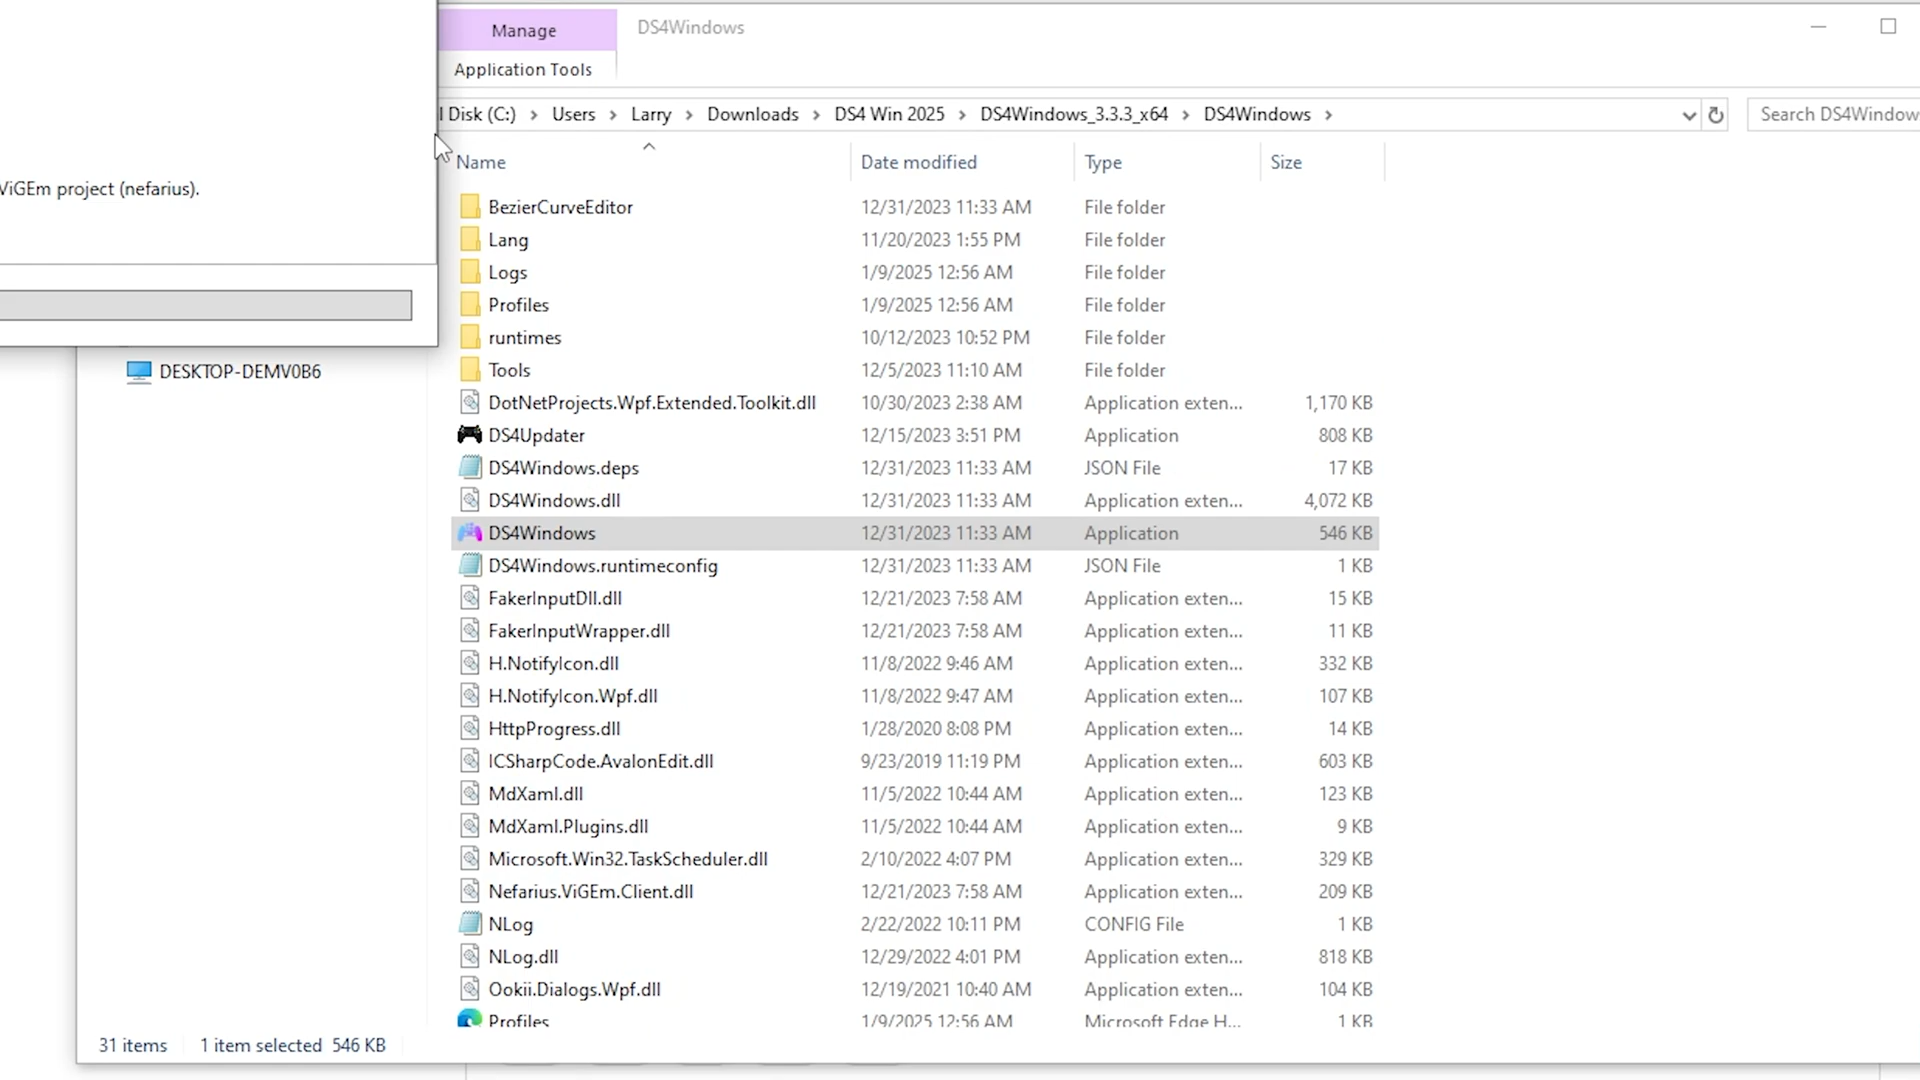 Manage
DS4Windows
Application Tools
l Disk (C:) > Users > Larry > Downloads > DS4 Win 2025 > DS4Windows_3.3.3_x64 > DS4Windows >
Search DS4Window
Name Date modified Type Size
ViGEm project (nefarius).
DESKTOP-DEMV0B6
BezierCurveEditor 12/31/2023 11:33 AM File folder
Lang 11/20/2023 1:55 PM File folder
Logs 1/9/2025 12:56 AM File folder
Profiles 1/9/2025 12:56 AM File folder
runtimes 10/12/2023 10:52 PM File folder
Tools 12/5/2023 11:10 AM File folder
DotNetProjects.Wpf.Extended.Toolkit.dll 10/30/2023 2:38 AM Application exten... 1,170 KB
DS4Updater 12/15/2023 3:51 PM Application 808 KB
DS4Windows.deps 12/31/2023 11:33 AM JSON File 17 KB
DS4Windows.dll 12/31/2023 11:33 AM Application exten... 4,072 KB
DS4Windows 12/31/2023 11:33 AM Application 546 KB
DS4Windows.runtimeconfig 12/31/2023 11:33 AM JSON File 1 KB
FakerInputDll.dll 12/21/2023 7:58 AM Application exten... 15 KB
FakerInputWrapper.dll 12/21/2023 7:58 AM Application exten... 11 KB
H.NotifyIcon.dll 11/8/2022 9:46 AM Application exten... 332 KB
H.NotifyIcon.Wpf.dll 11/8/2022 9:47 AM Application exten... 107 KB
HttpProgress.dll 1/28/2020 8:08 PM Application exten... 14 KB
ICSharpCode.AvalonEdit.dll 9/23/2019 11:19 PM Application exten... 603 KB
MdXaml.dll 11/5/2022 10:44 AM Application exten... 123 KB
MdXaml.Plugins.dll 11/5/2022 10:44 AM Application exten... 9 KB
Microsoft.Win32.TaskScheduler.dll 2/10/2022 4:07 PM Application exten... 329 KB
Nefarius.ViGEm.Client.dll 12/21/2023 7:58 AM Application exten... 209 KB
NLog 2/22/2022 10:11 PM CONFIG File 1 KB
NLog.dll 12/29/2022 4:01 PM Application exten... 818 KB
Ookii.Dialogs.Wpf.dll 12/19/2021 10:40 AM Application exten... 104 KB
Profiles 1/9/2025 12:56 AM Microsoft Edge H... 1 KB
31 items 1 item selected 546 KB